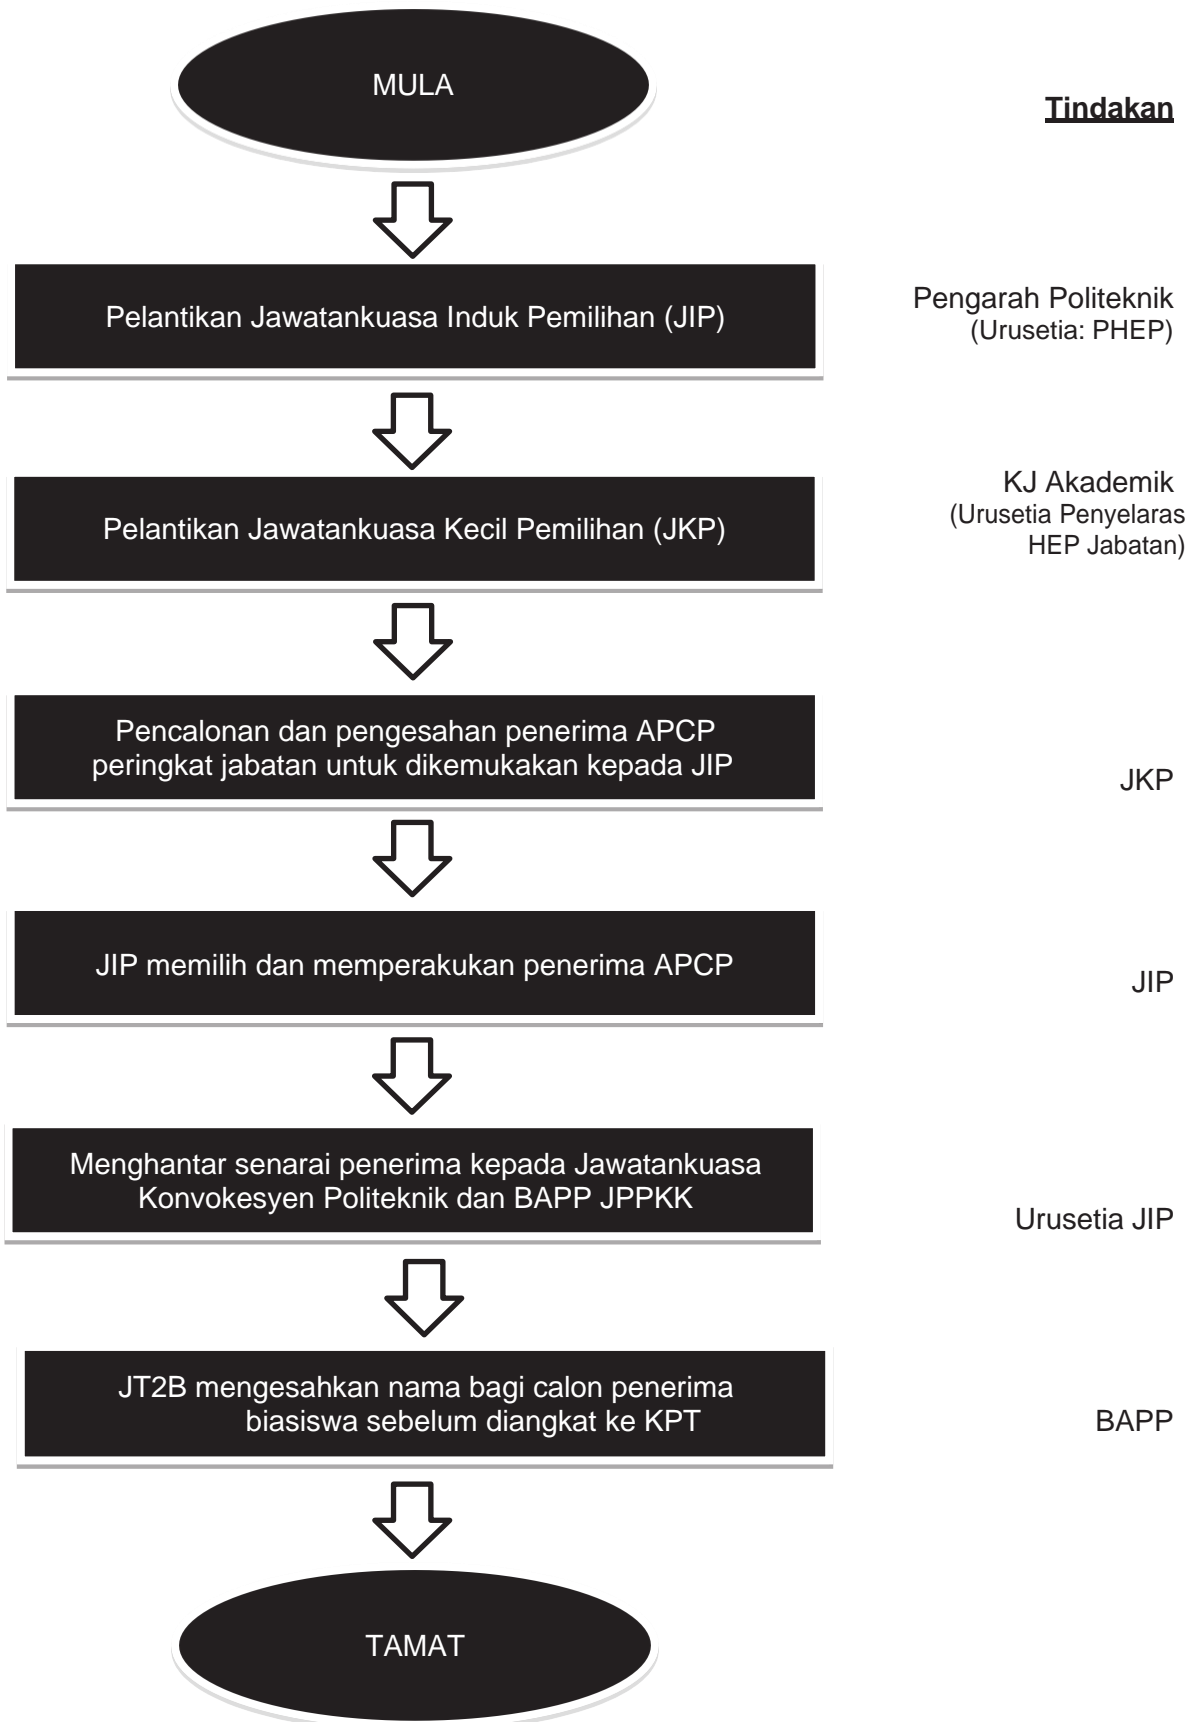 MULA
Tindakan
Pelantikan Jawatankuasa Induk Pemilihan (JIP)
Pengarah Politeknik
(Urusetia: PHEP)
Pelantikan Jawatankuasa Kecil Pemilihan (JKP)
KJ Akademik
(Urusetia Penyelaras
HEP Jabatan)
Pencalonan dan pengesahan penerima APCP
peringkat jabatan untuk dikemukakan kepada JIP
JKP
JIP memilih dan memperakukan penerima APCP
JIP
Menghantar senarai penerima kepada Jawatankuasa
Konvokesyen Politeknik dan BAPP JPPKK
Urusetia JIP
JT2B mengesahkan nama bagi calon penerima
biasiswa sebelum diangkat ke KPT
BAPP
TAMAT